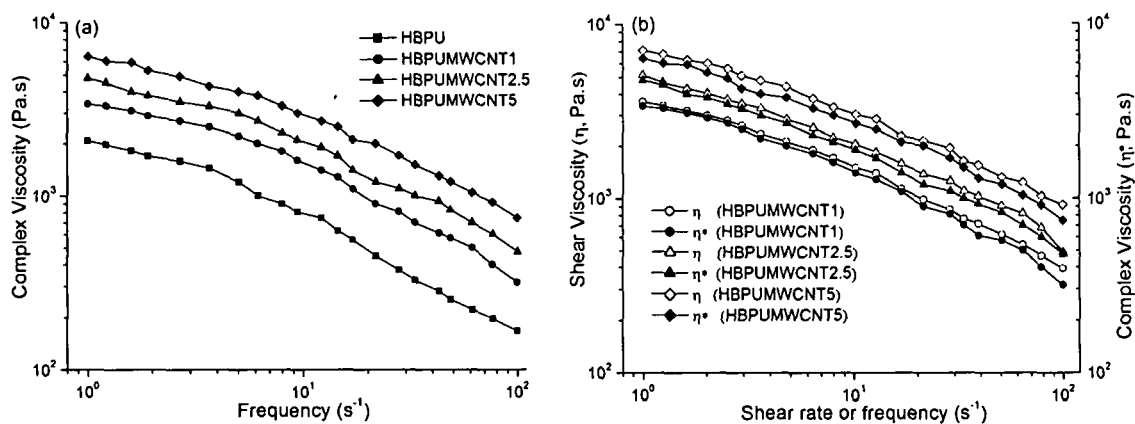 (a)
HBPU
HBPUMWCNT1
HBPUMWCNT2.5
HBPUMWCNT5
Complex Viscosity (Pa.s)
10⁴
10³
10²
10⁰
10¹
10²
Frequency (s⁻¹)
(b)
Shear Viscosity (η, Pa.s)
10⁴
10³
10²
η (HBPUMWCNT1)
η* (HBPUMWCNT1)
η (HBPUMWCNT2.5)
η* (HBPUMWCNT2.5)
η (HBPUMWCNT5)
η* (HBPUMWCNT5)
10⁰
10¹
10²
Shear rate or frequency (s⁻¹)
10⁴
10³
10²
Complex Viscosity (η*, Pa.s)